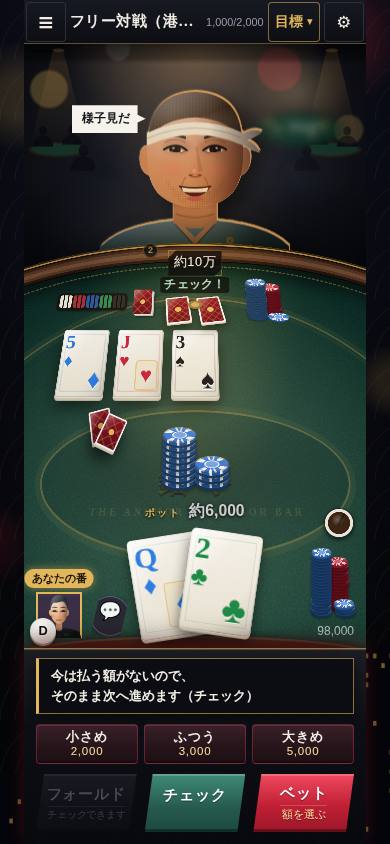 フリー対戦（港…
1,000/2,000
目標 ▾
様子見だ
2
約10万
チェック！
5
J
3
ポット 約6,000
THE AN
OR BAR
Q
2
あなたの番
D
98,000
今は払う額がないので、
そのまま次へ進めます（チェック）
小さめ
2,000
ふつう
3,000
大きめ
5,000
フォールド
チェックできます
チェック
ベット
額を選ぶ